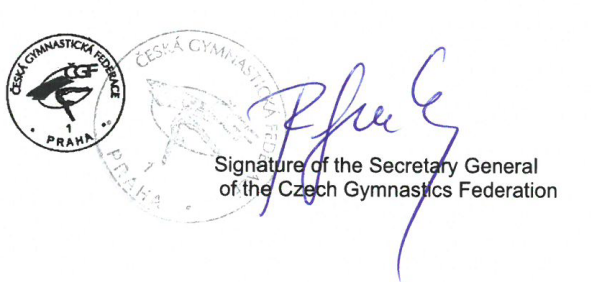 ČESKÁ GYMNASTICKÁ FEDERACE
ČGF
1
PRAHA
ČESKÁ GYMNASTICKÁ FEDERACE
1
PRAHA
Signature of the Secretary General
of the Czech Gymnastics Federation